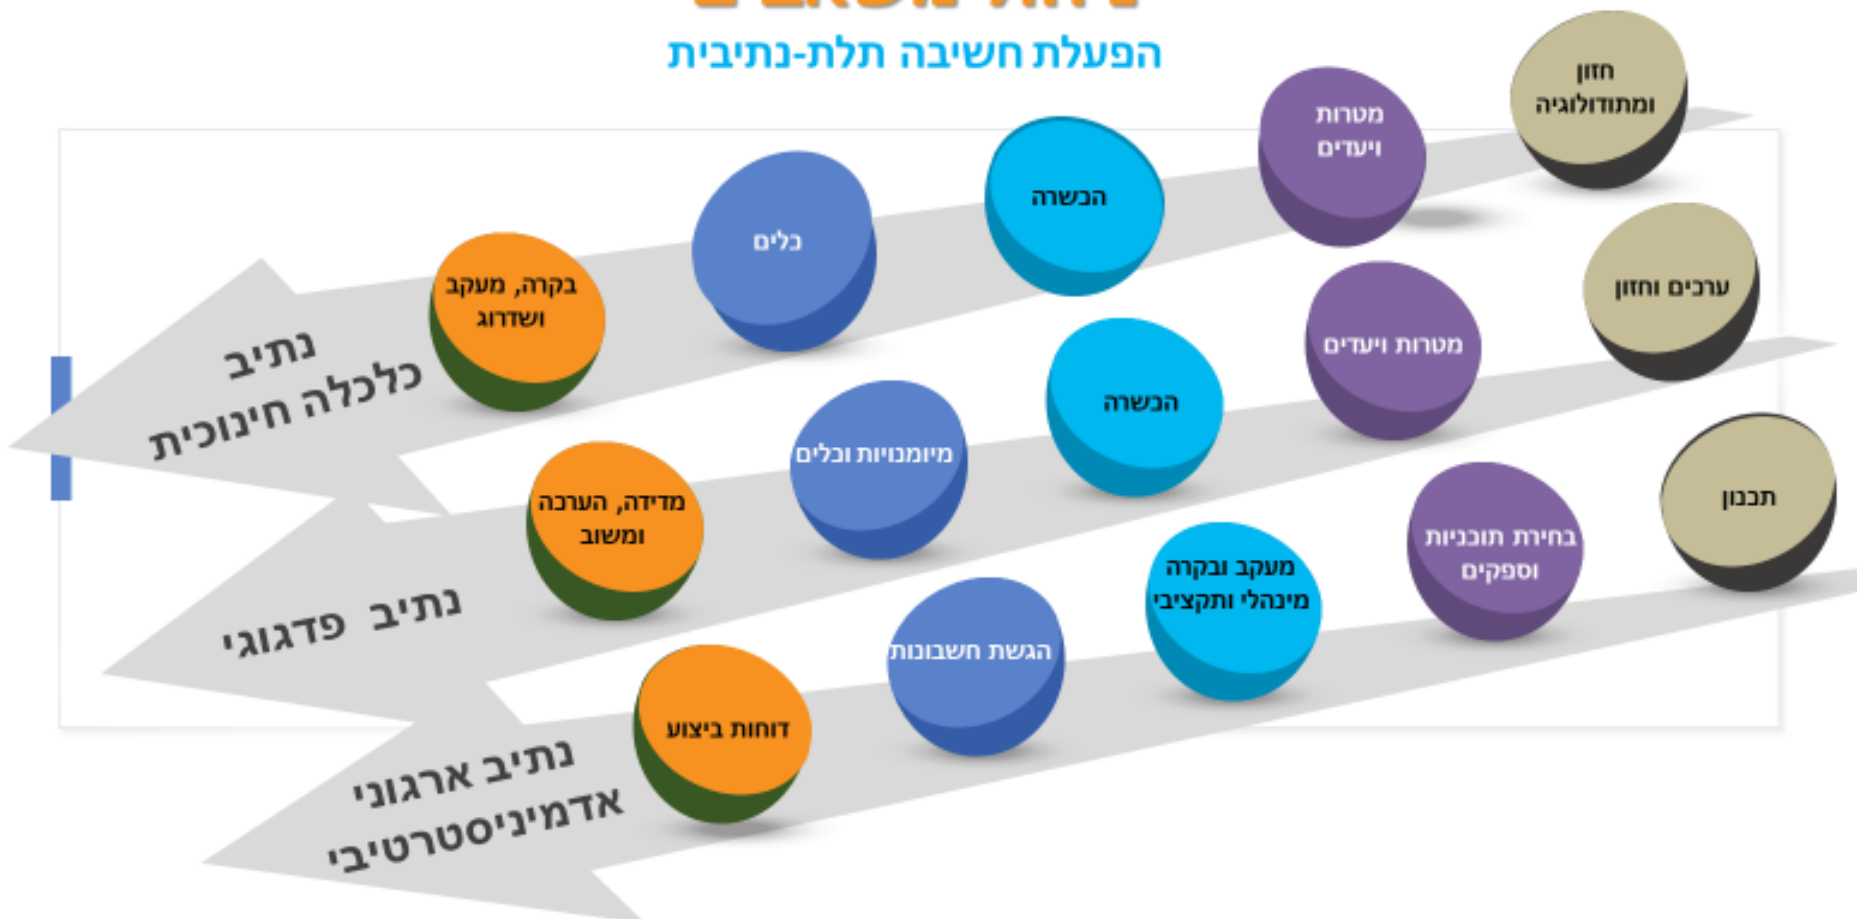 הפעלת חשיבה תלת-נתיבית
חזון
ומתודולוגיה
מטרות
ויעדים
הכשרה
כלים
בקרה, מעקב
ושדרוג
נתיב
כלכלה חינוכית
ערכים וחזון
מטרות ויעדים
הכשרה
מיומנויות וכלים
מדידה, הערכה
ומשוב
נתיב פדגוגי
תכנון
בחירת תוכניות
וספקים
מעקב ובקרה
מינהלי ותקציבי
הגשת חשבונות
דוחות ביצוע
נתיב ארגוני
אדמיניסטרטיבי